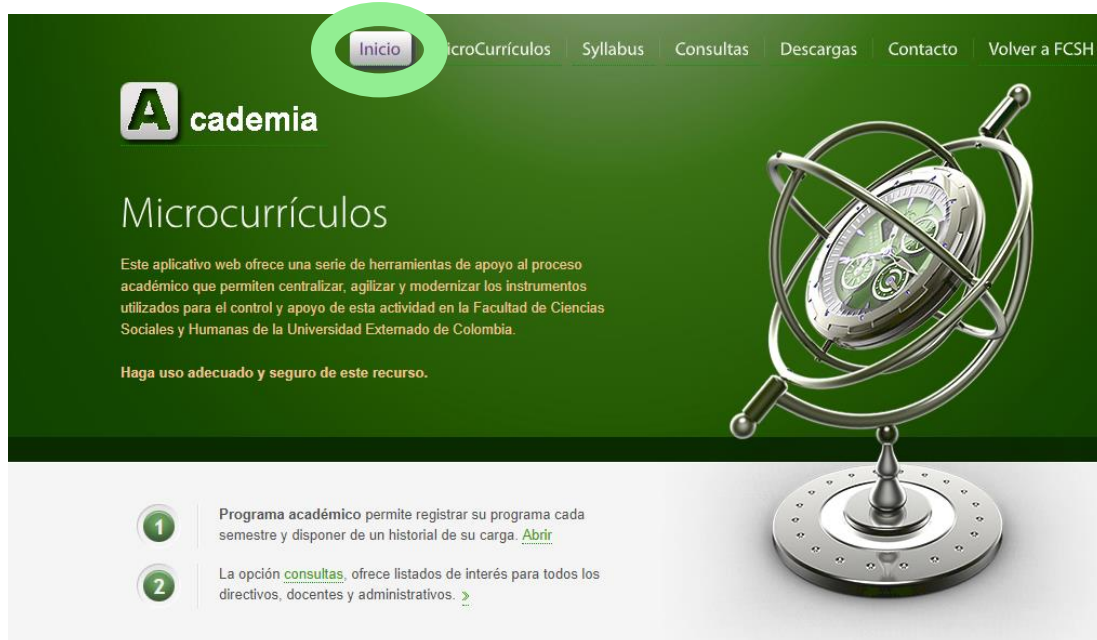 Inicio icroCurrículos Syllabus Consultas Descargas Contacto Volver a FCSH
Academia
Microcurrículos
Este aplicativo web ofrece una serie de herramientas de apoyo al proceso
académico que permiten centralizar, agilizar y modernizar los instrumentos
utilizados para el control y apoyo de esta actividad en la Facultad de Ciencias
Sociales y Humanas de la Universidad Externado de Colombia.
Haga uso adecuado y seguro de este recurso.
1 Programa académico permite registrar su programa cada
semestre y disponer de un historial de su carga. Abrir
2 La opción consultas, ofrece listados de interés para todos los
directivos, docentes y administrativos. »